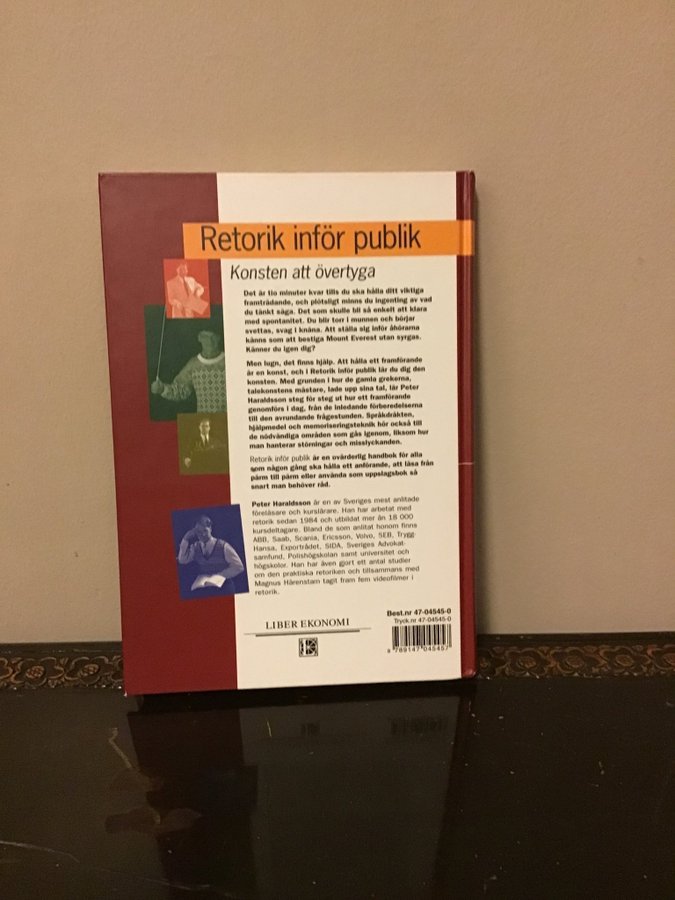 Retorik inför publik
Konsten att övertyga
Det är tio minuter kvar tills du ska hålla ditt viktiga
framträdande, och plötsligt minns du ingenting av vad
du tänkt säga. Det som skulle bli så enkelt att klara
med spontanitet. Du blir torr i munnen och börjar
svettas, svag i knäna. Att ställa sig inför åhörarna
känns som att bestiga Mount Everest utan syrgas.
Känner du igen dig?
Men lugn, det finns hjälp. Att hålla ett framförande
är en konst, och i Retorik inför publik lär du dig den
konsten. Med grunden i hur de gamla grekerna,
talekonstens mästare, lade upp sina tal, lär Peter
Haraldsson steg för steg ut hur ett framförande
genomförs i dag, från de inledande förberedelserna
till den avrundande frågestunden. Språkdräkten,
hjälpmedel och memoriseringsteknik hör också till
de nödvändiga områden som gås igenom, liksom hur
man hanterar störningar och misslyckanden.
Retorik inför publik är en ovärderlig handbok för alla
som någon gång ska hålla ett anförande, att läsa från
pärm till pärm eller använda som uppslagsbok så
snart man behöver råd.
Peter Haraldsson är en av Sveriges mest anlitade
föreläsare och kurslärare. Han har arbetat med
retorik sedan 1984 och utbildat mer än 18 000
kursdeltagare. Bland de som anlitat honom finns
ABB, Saab, Scania, Ericsson, Volvo, SEB, Trygg-
Hansa, Exportrådet, SIDA, Sveriges Advokat-
samfund, Polishögskolan samt universitet och
högskolor. Han har även gjort ett antal studier
om den praktiska retoriken och tillsammans med
Magnus Härenstam tagit fram fem videofilmer i
retorik.
LIBER EKONOMI
Best.nr 47-04545-0
Tryck.nr 47-04545-0
9 789147 045457